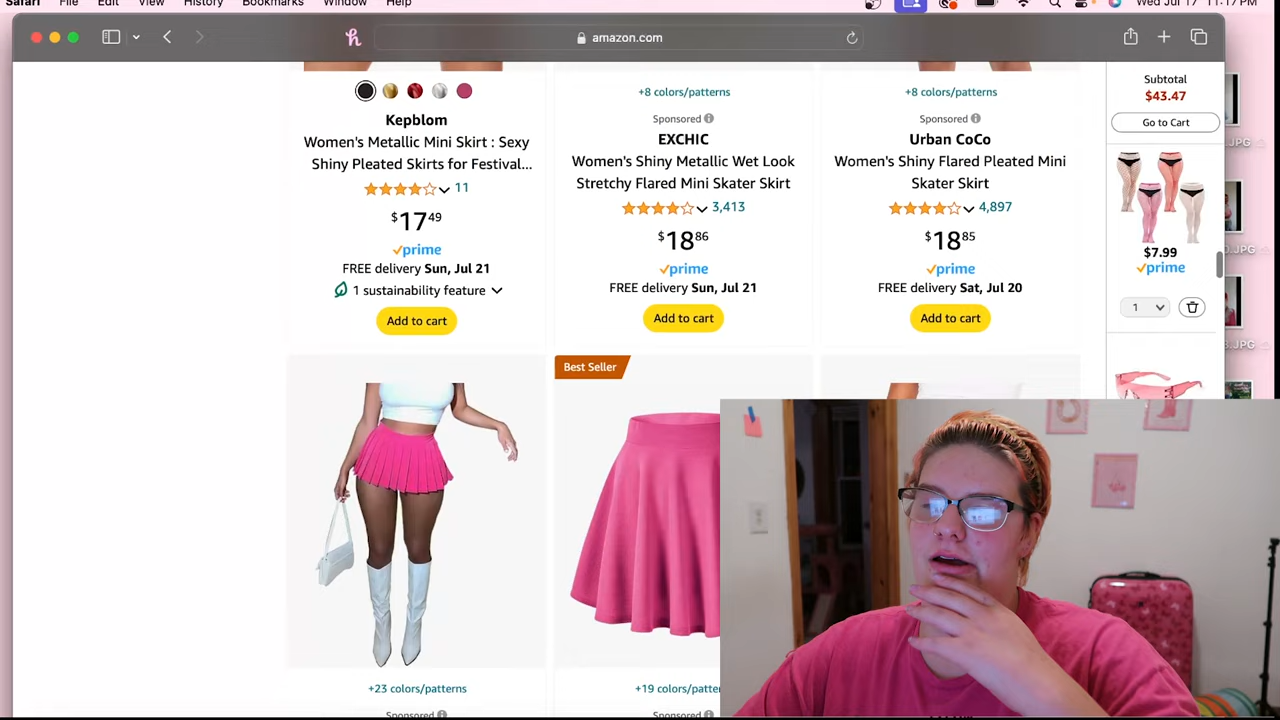 Safari File Edit View History Bookmarks Window Help
Wed Jul 17 11:17 PM
amazon.com
Subtotal
$43.47
Go to Cart
+8 colors/patterns
+8 colors/patterns
Kepblom
Women's Metallic Mini Skirt : Sexy
Shiny Pleated Skirts for Festival...
11
$17 49
prime
FREE delivery Sun, Jul 21
1 sustainability feature
Add to cart
Sponsored
EXCHIC
Women's Shiny Metallic Wet Look
Stretchy Flared Mini Skater Skirt
3,413
$18 86
prime
FREE delivery Sun, Jul 21
Add to cart
Sponsored
Urban CoCo
Women's Shiny Flared Pleated Mini
Skater Skirt
4,897
$18 85
prime
FREE delivery Sat, Jul 20
Add to cart
$7.99
prime
1
.JPG
.JPG
.JPG
Best Seller
+23 colors/patterns
+19 colors/patter
Sponsored
Sponsored